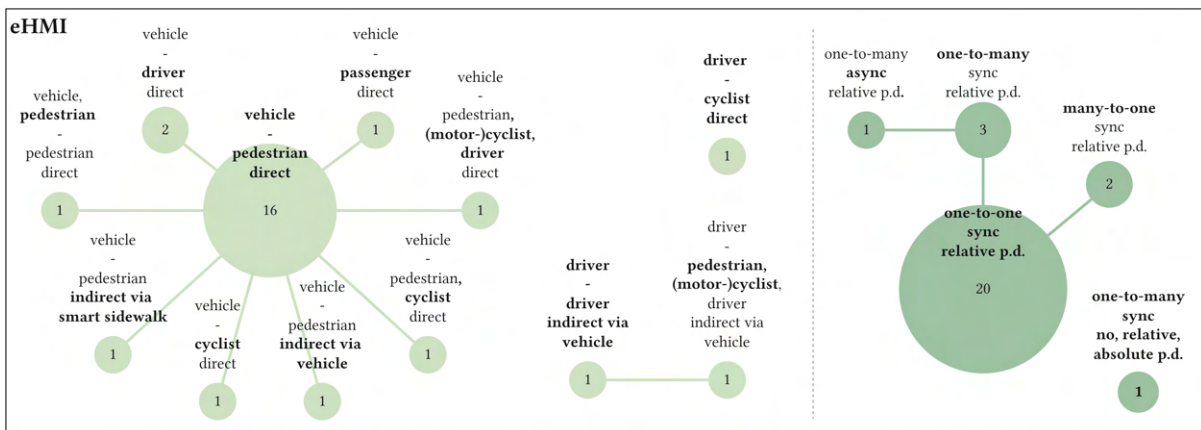 eHMI
vehicle
-
driver
direct
2
vehicle
-
passenger
direct
1
vehicle,
pedestrian
-
pedestrian
direct
1
vehicle
-
pedestrian
direct
16
vehicle
-
pedestrian,
(motor-)cyclist,
driver
direct
1
vehicle
-
pedestrian
indirect via
smart sidewalk
1
vehicle
-
cyclist
direct
1
vehicle
-
pedestrian
indirect via
vehicle
1
vehicle
-
pedestrian,
cyclist
direct
1
driver
-
cyclist
direct
1
driver
-
driver
indirect via
vehicle
1
driver
-
pedestrian,
(motor-)cyclist,
driver
indirect via
vehicle
1
one-to-many
async
relative p.d.
1
one-to-many
sync
relative p.d.
3
many-to-one
sync
relative p.d.
2
one-to-one
sync
relative p.d.
20
one-to-many
sync
no, relative,
absolute p.d.
1